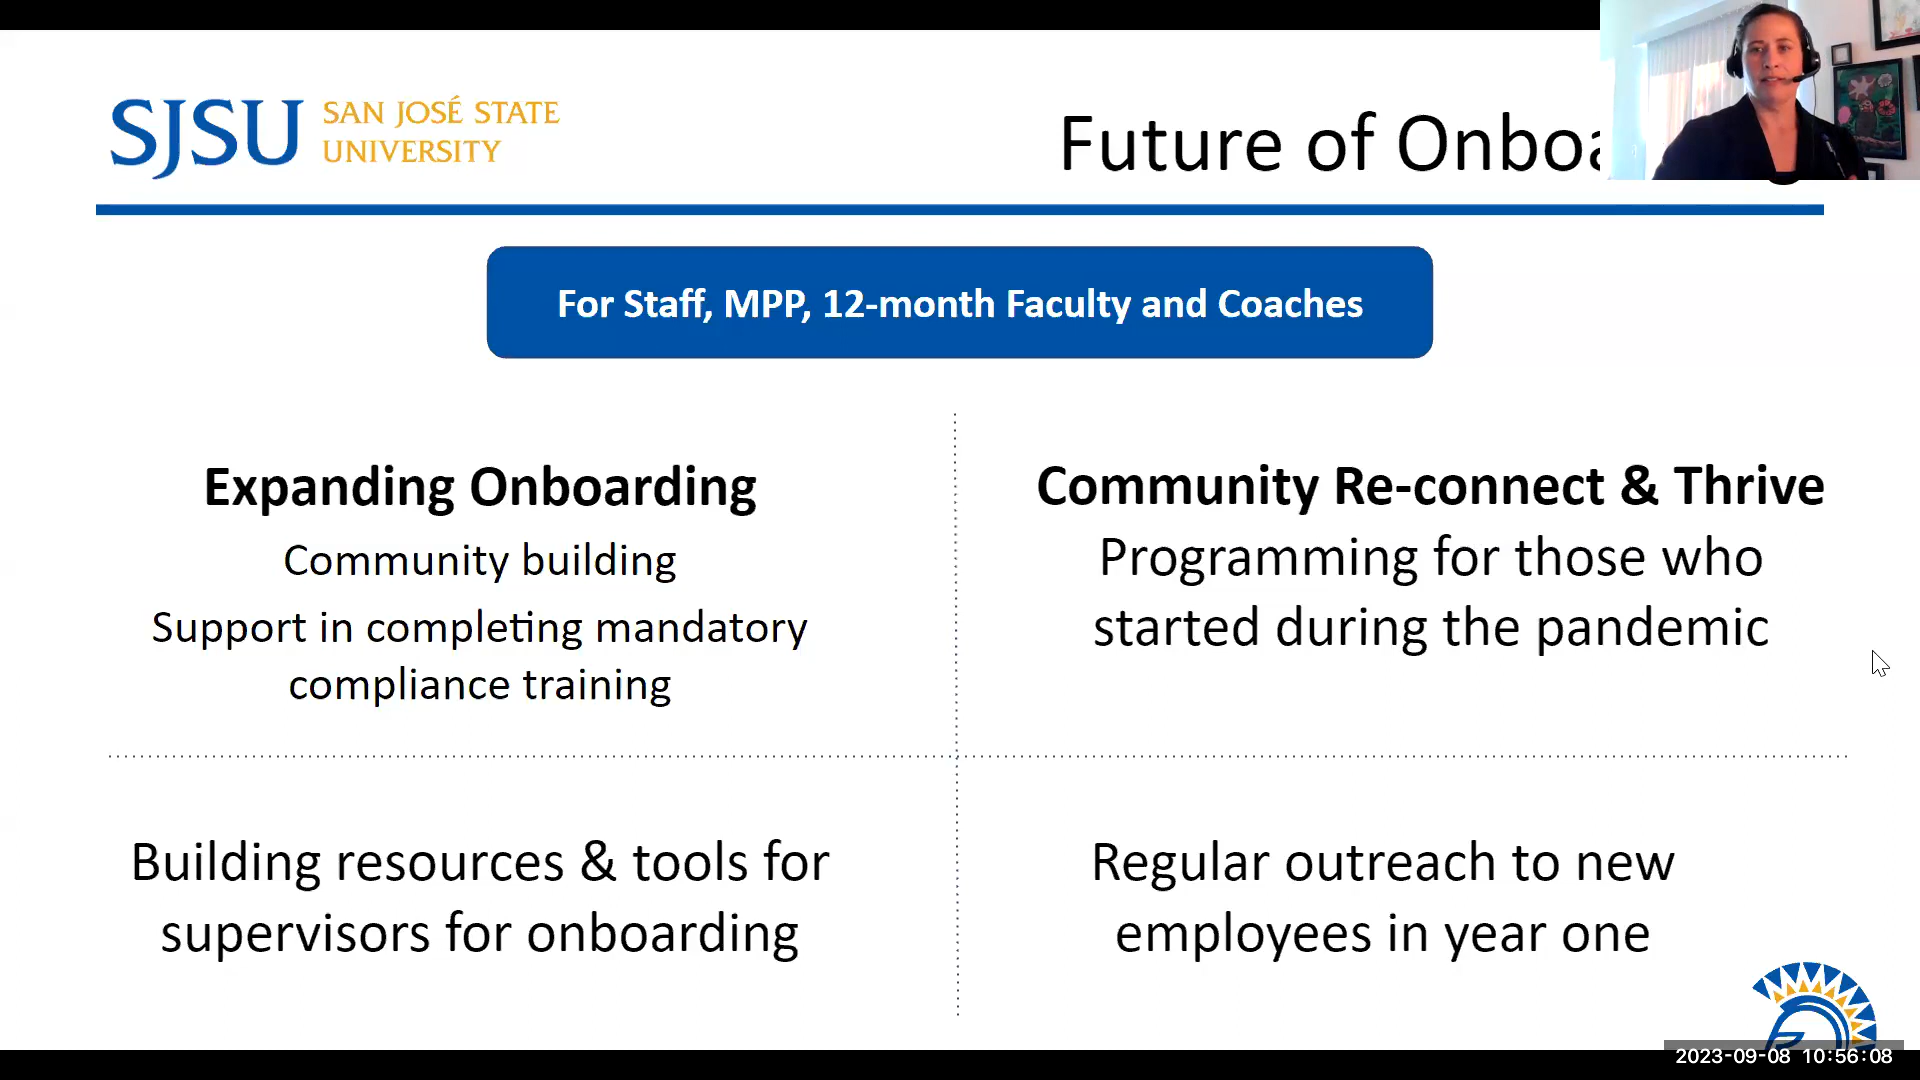 SJSU SAN JOSÉ STATE
UNIVERSITY
Future of
For Staff, MPP, 12-month Faculty and Coaches
Expanding Onboarding
Community building
Support in completing mandatory
compliance training
Community Re-connect & Thrive
Programming for those who
started during the pandemic
Building resources & tools for
supervisors for onboarding
Regular outreach to new
employees in year one
2023-09-08 10:56:08